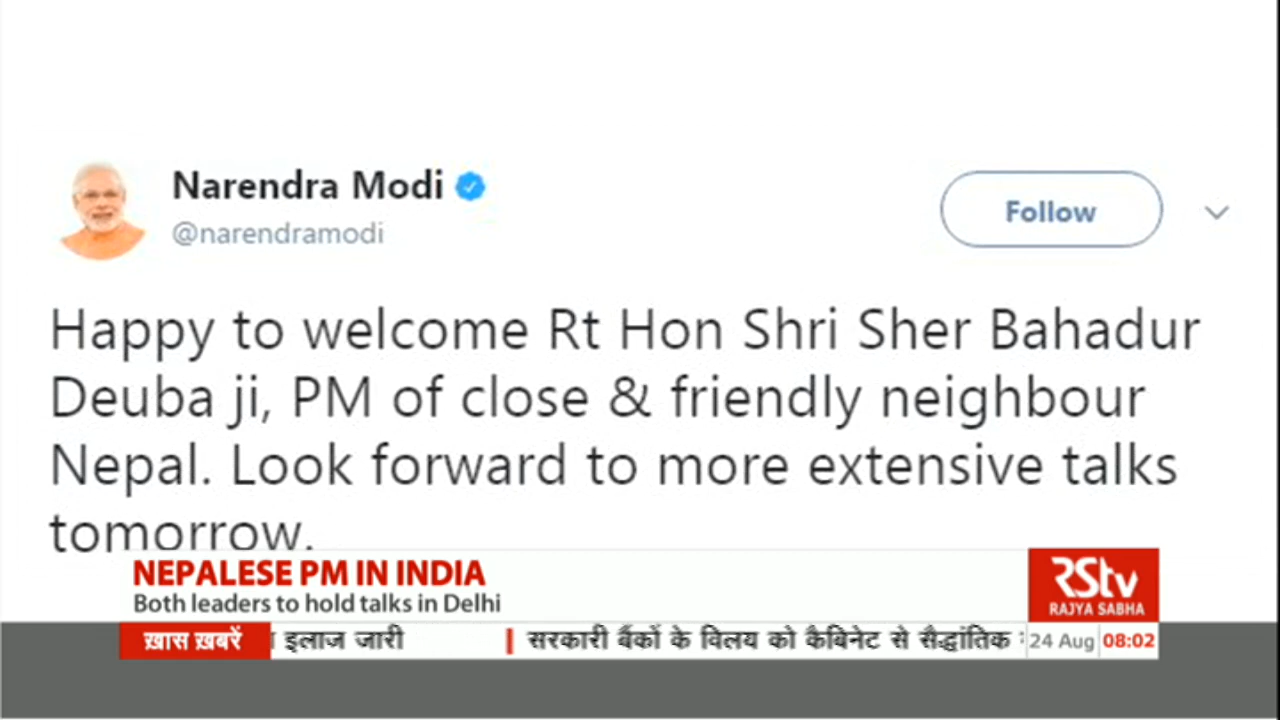 Narendra Modi
@narendramodi
Follow
Happy to welcome Rt Hon Shri Sher Bahadur
Deuba ji, PM of close & friendly neighbour
Nepal. Look forward to more extensive talks
tomorrow.
NEPALESE PM IN INDIA
Both leaders to hold talks in Delhi
RStv
RAJYA SABHA
ख़ास ख़बरें इलाज जारी | सरकारी बैंकों के विलय को कैबिनेट से सैद्धांतिक 24 Aug 08:02